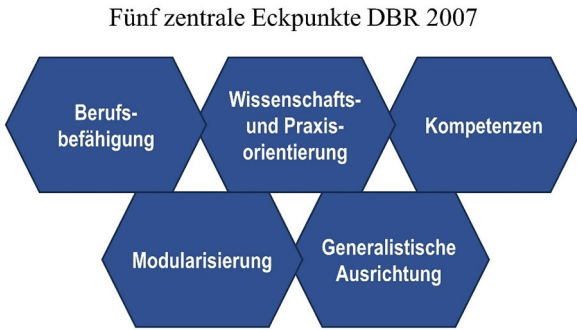 Fünf zentrale Eckpunkte DBR 2007
Berufs-
befähigung
Wissenschafts-
und Praxis-
orientierung
Kompetenzen
Modularisierung
Generalistische
Ausrichtung